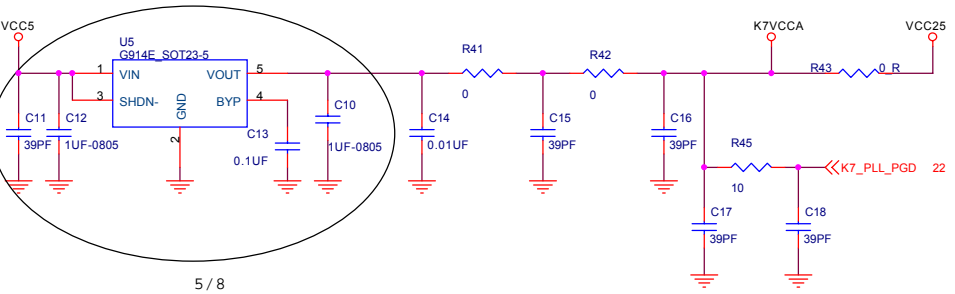 VCC5
K7VCCA
VCC25
U5
G914E_SOT23-5
R41
R42
R43
0_R
1
VIN
VOUT
5
3
SHDN-
BYP
4
GND
2
0
0
C11
39PF
C12
1UF-0805
C13
0.1UF
C10
1UF-0805
C14
0.01UF
C15
39PF
C16
39PF
R45
10
K7_PLL_PGD 22
C17
39PF
C18
39PF
5 / 8